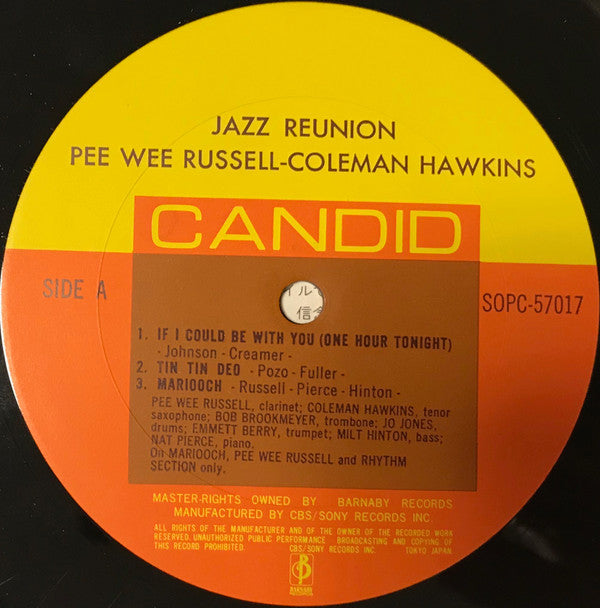 JAZZ REUNION
PEE WEE RUSSELL-COLEMAN HAWKINS
CANDID
SIDE A
SOPC-57017
1. IF I COULD BE WITH YOU (ONE HOUR TONIGHT)
- Johnson - Creamer -
2. TIN TIN DEO - Pozo - Fuller -
3. MARIOOCH - Russell - Pierce - Hinton -
PEE WEE RUSSELL, clarinet; COLEMAN HAWKINS, tenor
saxophone; BOB BROOKMEYER, trombone; JO JONES,
drums; EMMETT BERRY, trumpet; MILT HINTON, bass;
NAT PIERCE, piano.
On MARIOOCH, PEE WEE RUSSELL and RHYTHM
SECTION only.
MASTER-RIGHTS OWNED BY BARNABY RECORDS
MANUFACTURED BY CBS/SONY RECORDS INC.
ALL RIGHTS OF THE MANUFACTURER AND OF THE OWNER OF THE RECORDED WORK
RESERVED. UNAUTHORIZED PUBLIC PERFORMANCE BROADCASTING AND COPYING OF
THIS RECORD PROHIBITED. CBS/SONY RECORDS INC. TOKYO JAPAN.
BARNABY